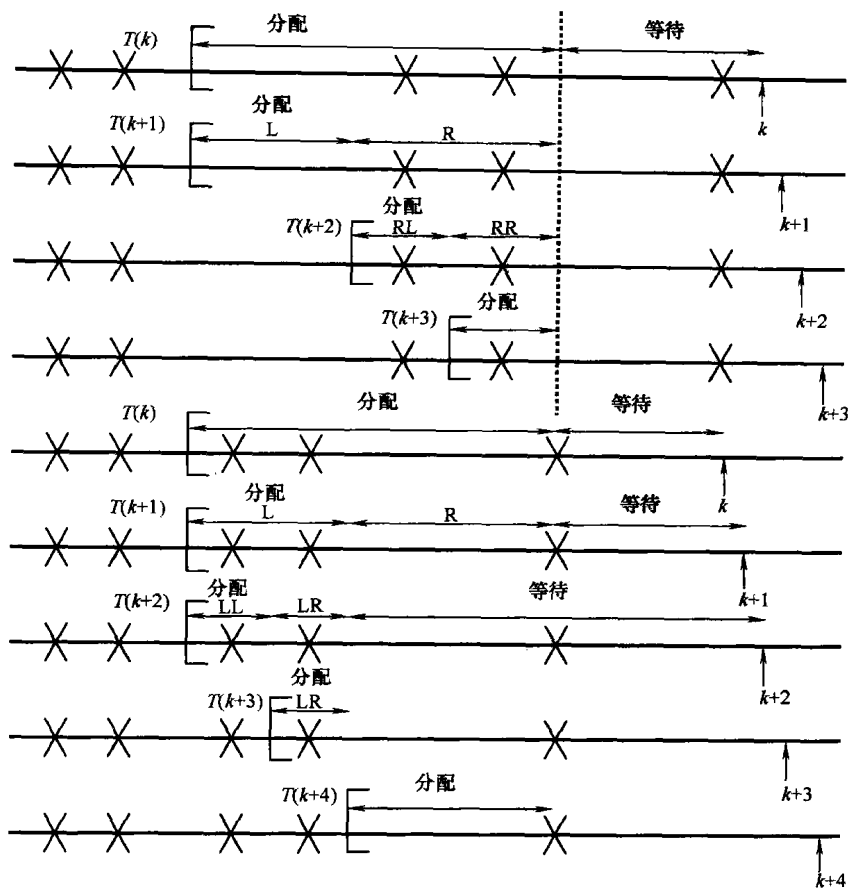 分配
等待
T(k)
k
分配
T(k+1)
L
R
k+1
分配
T(k+2)
RL
RR
k+2
分配
T(k+3)
k+3
分配
等待
T(k)
k
分配
等待
T(k+1)
L
R
k+1
分配
等待
T(k+2)
LL
LR
k+2
分配
T(k+3)
LR
k+3
分配
T(k+4)
k+4